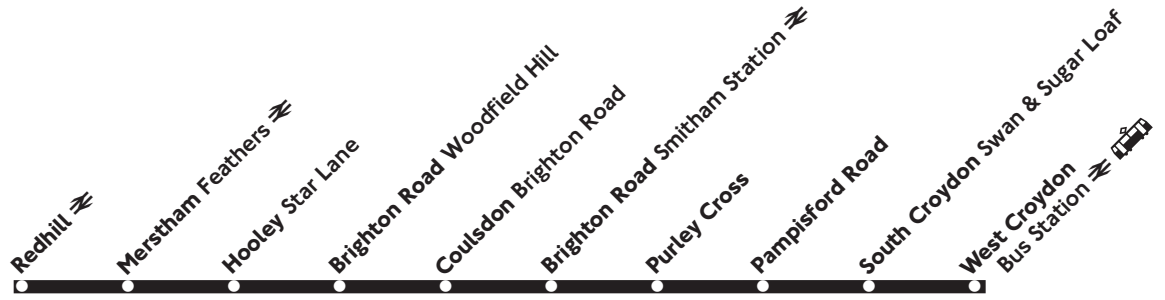 Redhill
Merstham Feathers
Hooley Star Lane
Brighton Road Woodfield Hill
Coulsdon Brighton Road
Brighton Road Smitham Station
Purley Cross
Pampisford Road
South Croydon Swan & Sugar Loaf
West Croydon
Bus Station